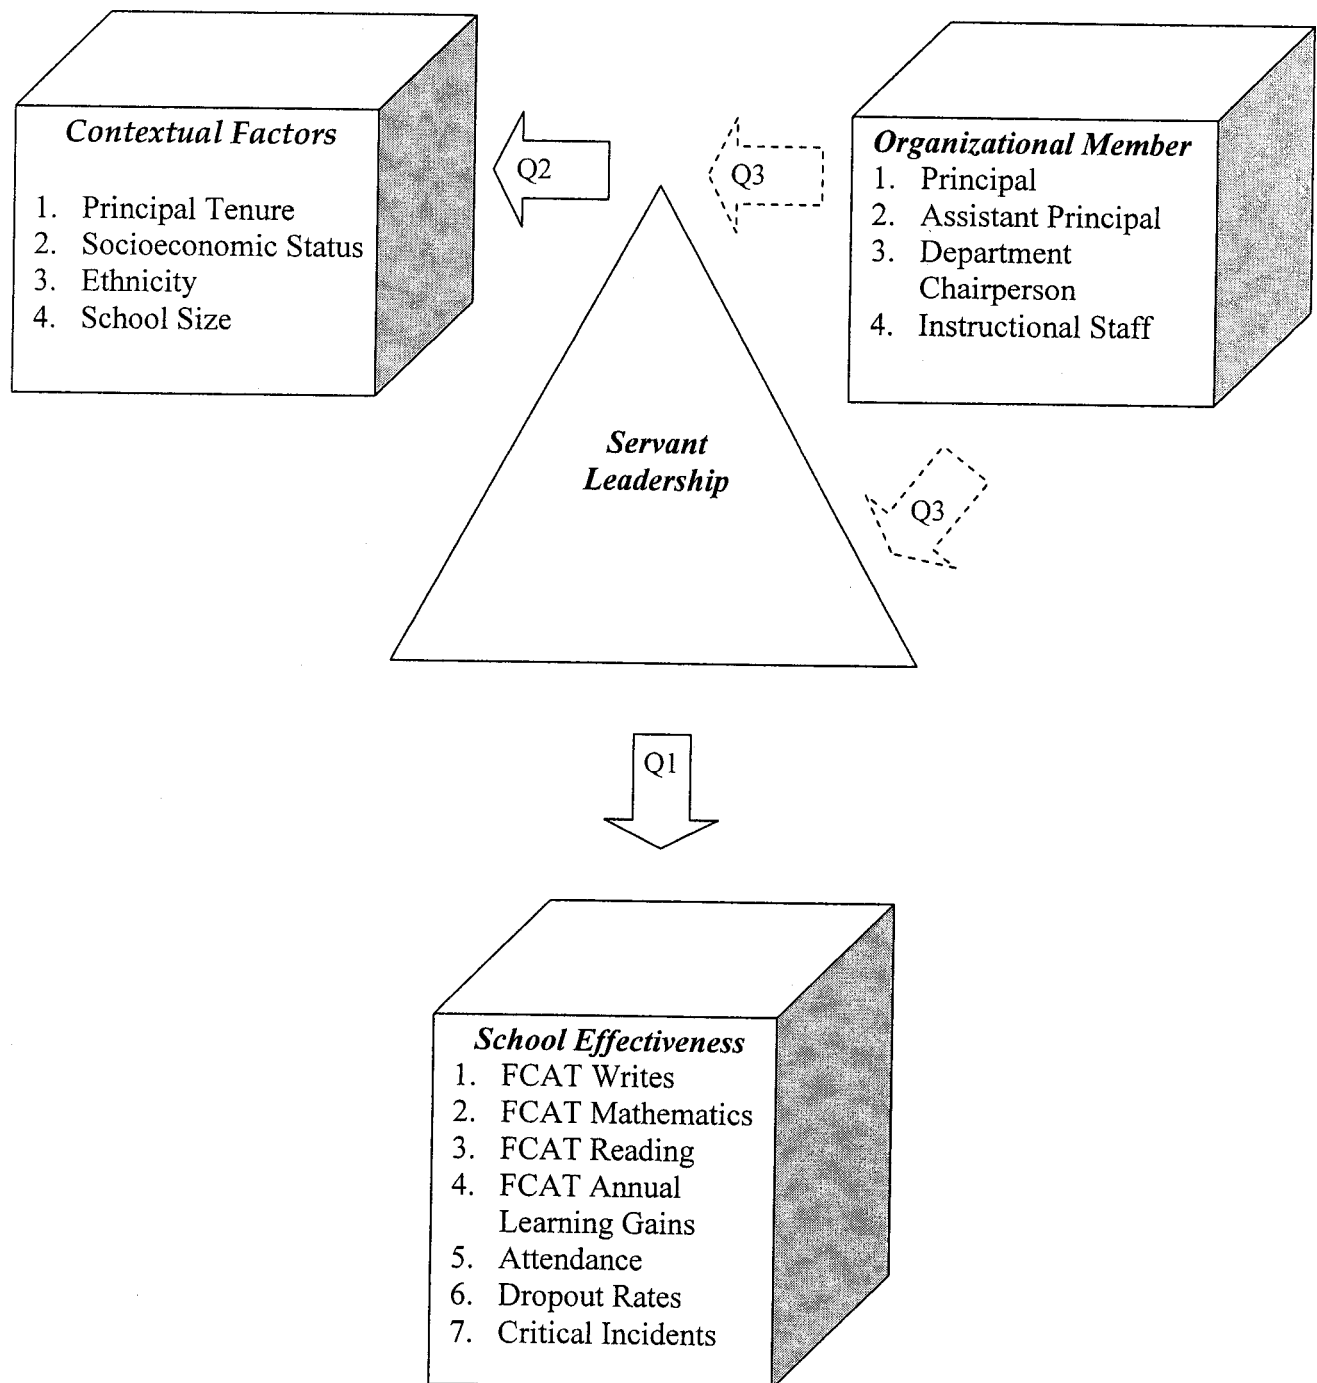 Contextual Factors
1. Principal Tenure
2. Socioeconomic Status
3. Ethnicity
4. School Size
Q2
Q3
Organizational Member
1. Principal
2. Assistant Principal
3. Department
Chairperson
4. Instructional Staff
Servant
Leadership
Q3
Q1
School Effectiveness
1. FCAT Writes
2. FCAT Mathematics
3. FCAT Reading
4. FCAT Annual
Learning Gains
5. Attendance
6. Dropout Rates
7. Critical Incidents